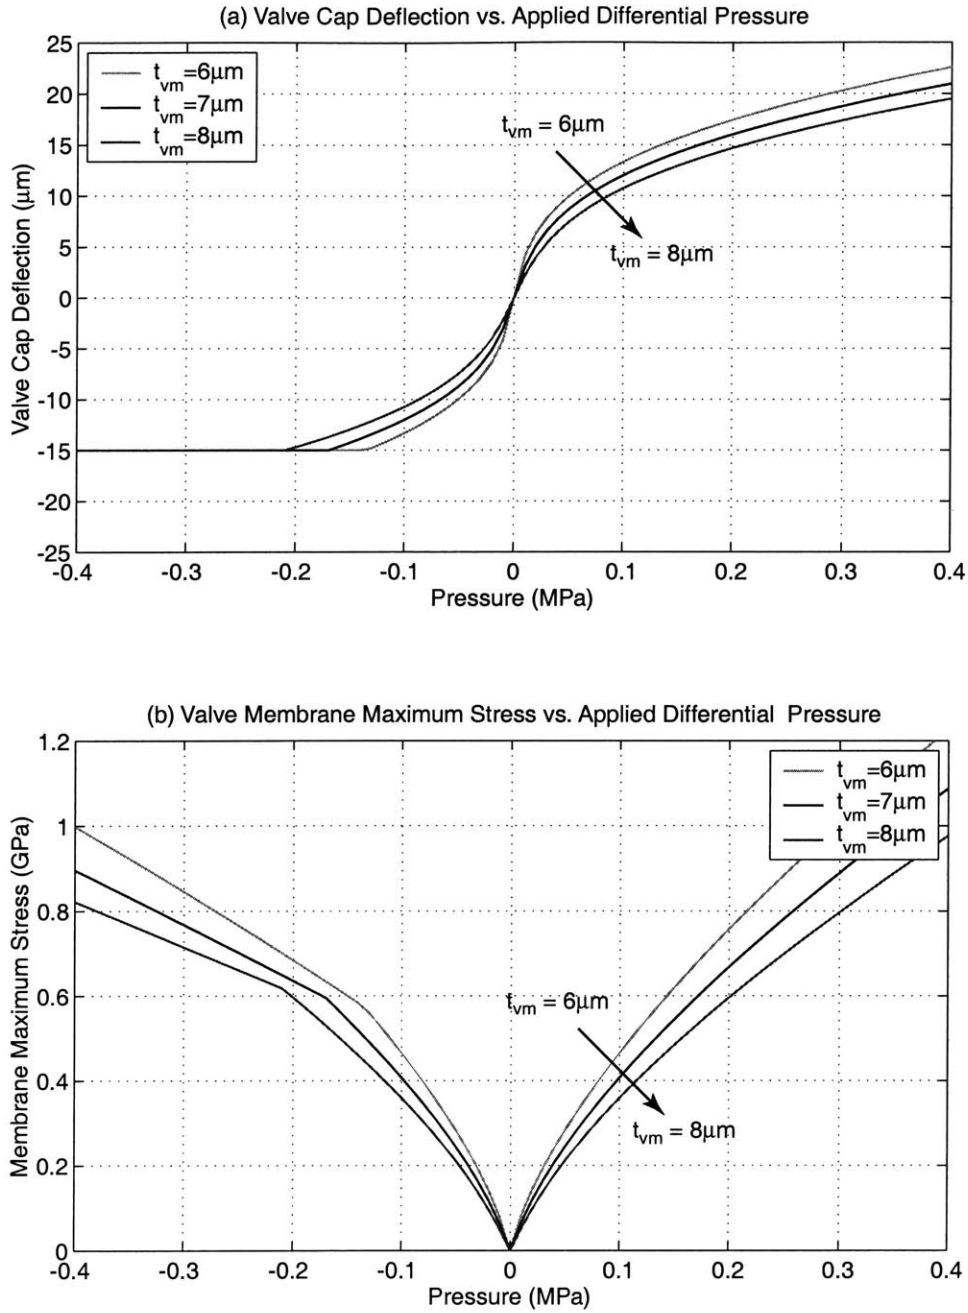 (a) Valve Cap Deflection vs. Applied Differential Pressure
25
20
15
10
5
0
-5
-10
-15
-20
-25
Valve Cap Deflection (μm)
t_vm=6μm
t_vm=7μm
t_vm=8μm
t_vm = 6μm
t_vm = 8μm
-0.4 -0.3 -0.2 -0.1 0 0.1 0.2 0.3 0.4
Pressure (MPa)
(b) Valve Membrane Maximum Stress vs. Applied Differential Pressure
1.2
1
0.8
0.6
0.4
0.2
0
Membrane Maximum Stress (GPa)
t_vm=6μm
t_vm=7μm
t_vm=8μm
t_vm = 6μm
t_vm = 8μm
-0.4 -0.3 -0.2 -0.1 0 0.1 0.2 0.3 0.4
Pressure (MPa)